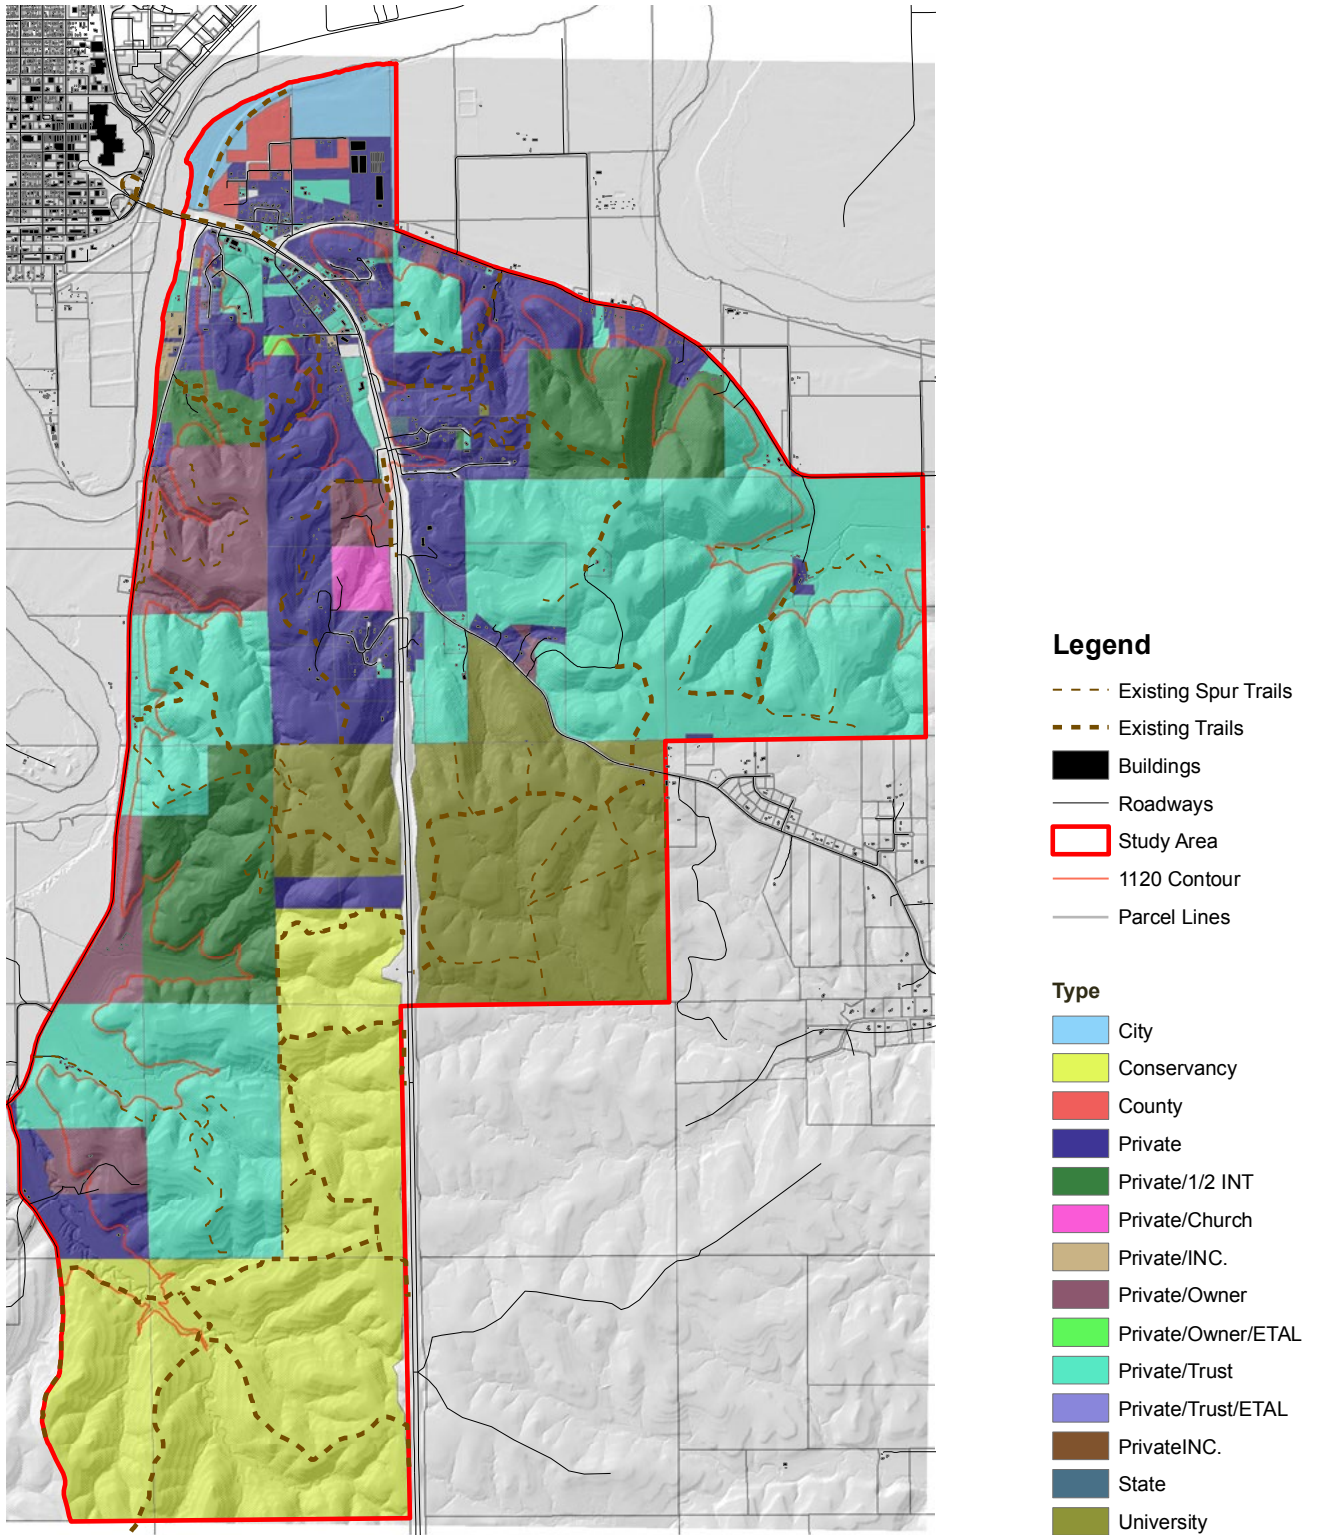 Legend
Existing Spur Trails
Existing Trails
Buildings
Roadways
Study Area
1120 Contour
Parcel Lines
Type
City
Conservancy
County
Private
Private/1/2 INT
Private/Church
Private/INC.
Private/Owner
Private/Owner/ETAL
Private/Trust
Private/Trust/ETAL
PrivateINC.
State
University